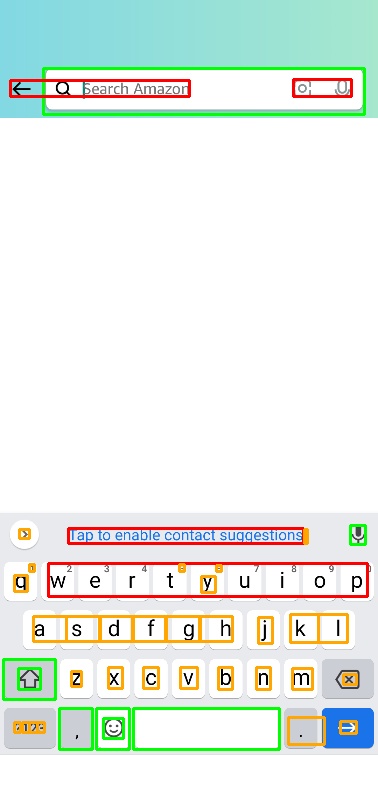 Search Amazon
Tap to enable contact suggestions
1 2 3 4 5 6 7 8 9 0
q w e r t y u i o p
a s d f g h j k l
z x c v b n m
?123 , .